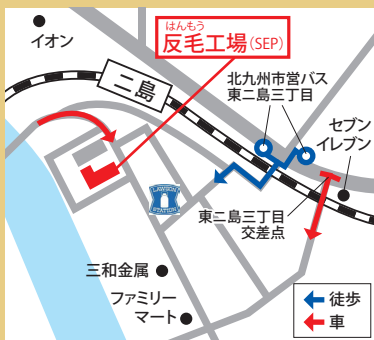 イオン
はんもう
反毛工場(SEP)
二島
北九州市営バス
東二島三丁目
セブン
イレブン
LAWSON
STATION
東二島三丁目
交差点
三和金属
ファミリー
マート
徒歩
車